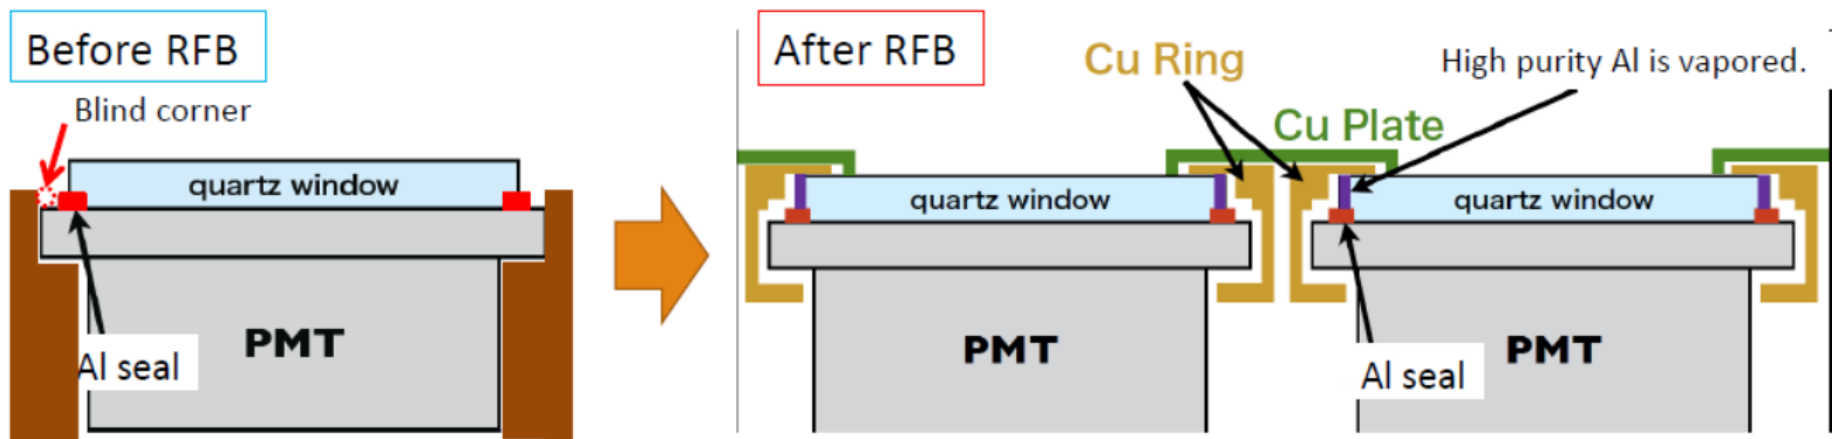 Before RFB
Blind corner
quartz window
PMT
Al seal
After RFB
Cu Ring
High purity Al is vapored.
Cu Plate
quartz window
quartz window
PMT
PMT
Al seal